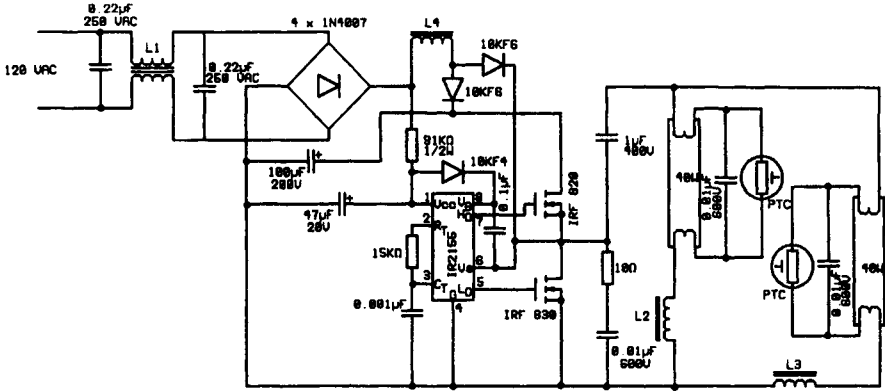 0.22µF
250 VAC
4 x 1N4007
L4
L1
10KF6
120 VAC
0.22µF
250 VAC
10KF6
91KΩ
1/2W
10KF4
100µF
200V
0.1µF
IRF 820
1µF
400V
40W
0.01µF
600V
PTC
40W
47µF
20V
1
VCC
VB
8
2
RT
HO
7
IR2155
15KΩ
3
CT
VS
6
LO
5
4
0.001µF
IRF 830
10Ω
0.01µF
600V
L2
PTC
0.01µF
600V
L3